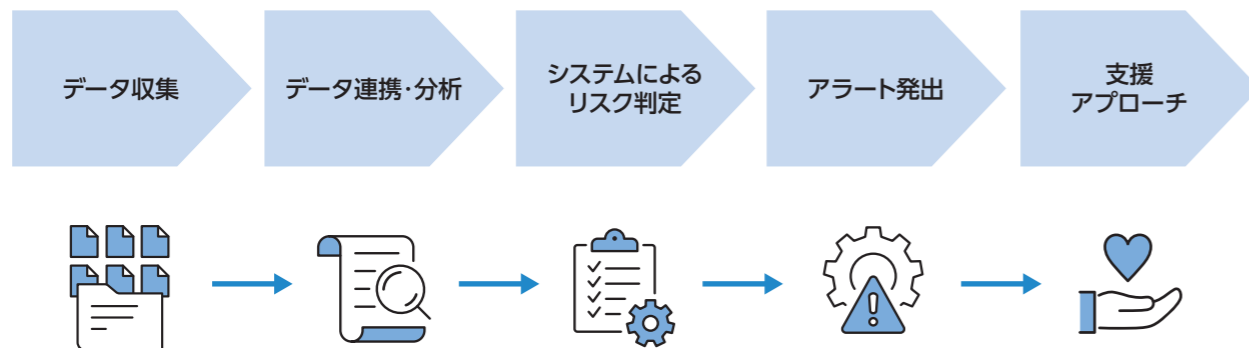 データ収集
データ連携・分析
システムによる
リスク判定
アラート発出
支援
アプローチ